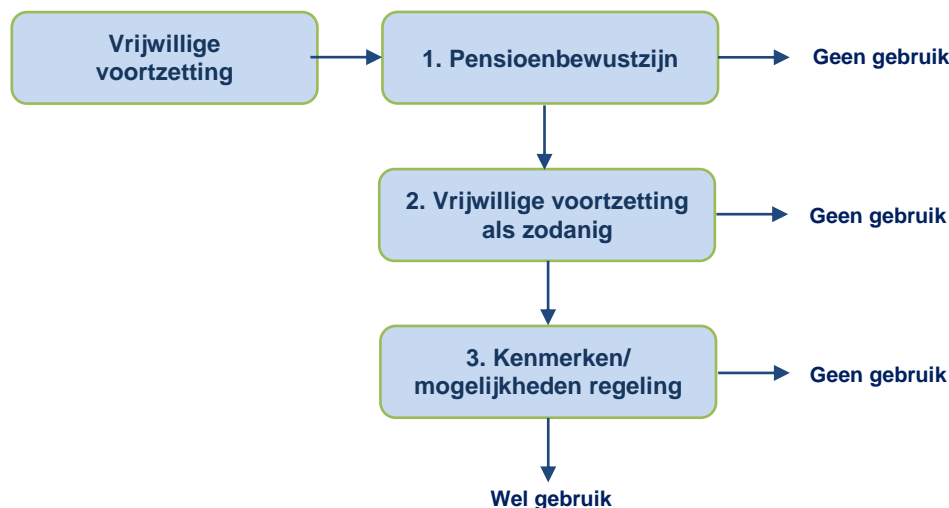 Vrijwillige
voortzetting
1. Pensioenbewustzijn
Geen gebruik
2. Vrijwillige voortzetting
als zodanig
Geen gebruik
3. Kenmerken/
mogelijkheden regeling
Geen gebruik
Wel gebruik